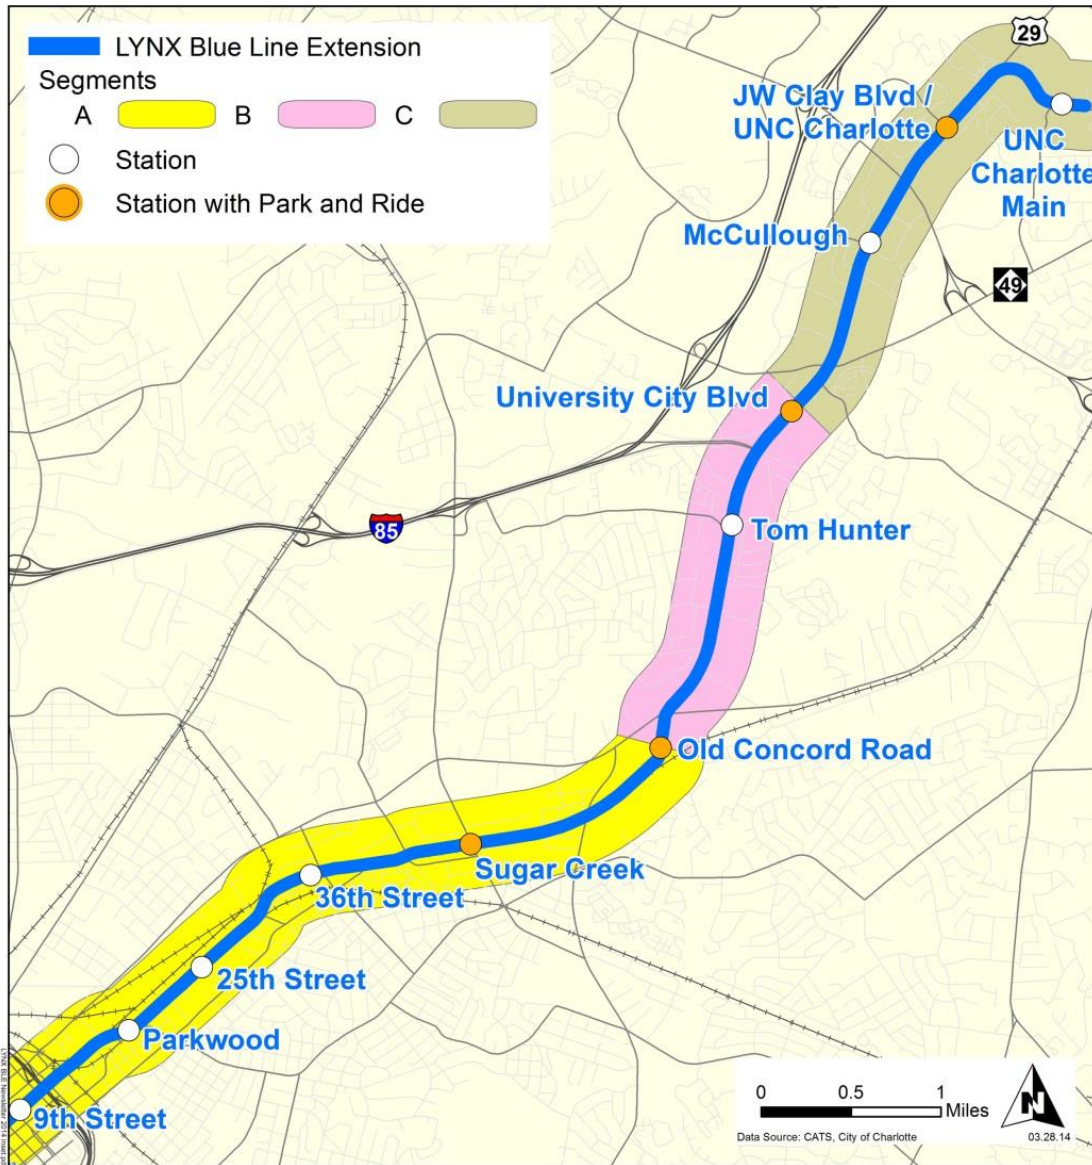 LYNX Blue Line Extension
Segments
A B C
Station
Station with Park and Ride
29
JW Clay Blvd /
UNC Charlotte
UNC
Charlotte
Main
McCullough
49
University City Blvd
85
Tom Hunter
Old Concord Road
Sugar Creek
36th Street
25th Street
Parkwood
9th Street
0 0.5 1
Miles
N
Data Source: CATS, City of Charlotte
03.28.14